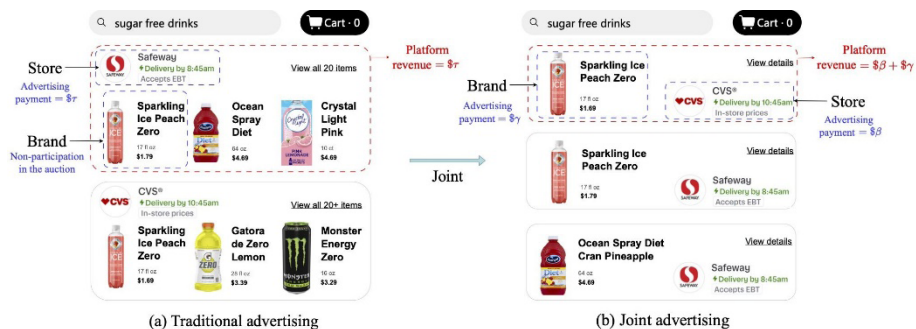 sugar free drinks
Cart · 0
Store
Advertising
payment = $τ
SAFEWAY
Safeway
Delivery by 8:45am
Accepts EBT
View all 20 items
Platform
revenue = $τ
Brand
Non-participation
in the auction
Sparkling
Ice Peach
Zero
17 fl oz
$1.79
Ocean
Spray
Diet
64 oz
$4.69
Crystal
Light
Pink
16 ct
$4.69
CVS
CVS®
Delivery by 10:45am
In-store prices
View all 20+ items
Sparkling
Ice Peach
Zero
17 fl oz
$1.69
Gatora
de Zero
Lemon
28 fl oz
$3.39
Monster
Energy
Zero
16 oz
$3.29
(a) Traditional advertising
Joint
sugar free drinks
Cart · 0
Brand
Advertising
payment = $γ
Sparkling Ice
Peach Zero
17 fl oz
$1.69
View details
Platform
revenue = $β + $γ
CVS
CVS®
Delivery by 10:45am
In-store prices
Store
Advertising
payment = $β
Sparkling Ice
Peach Zero
17 fl oz
$1.79
View details
SAFEWAY
Safeway
Delivery by 8:45am
Accepts EBT
Ocean Spray Diet
Cran Pineapple
64 oz
$4.69
View details
SAFEWAY
Safeway
Delivery by 8:45am
Accepts EBT
(b) Joint advertising